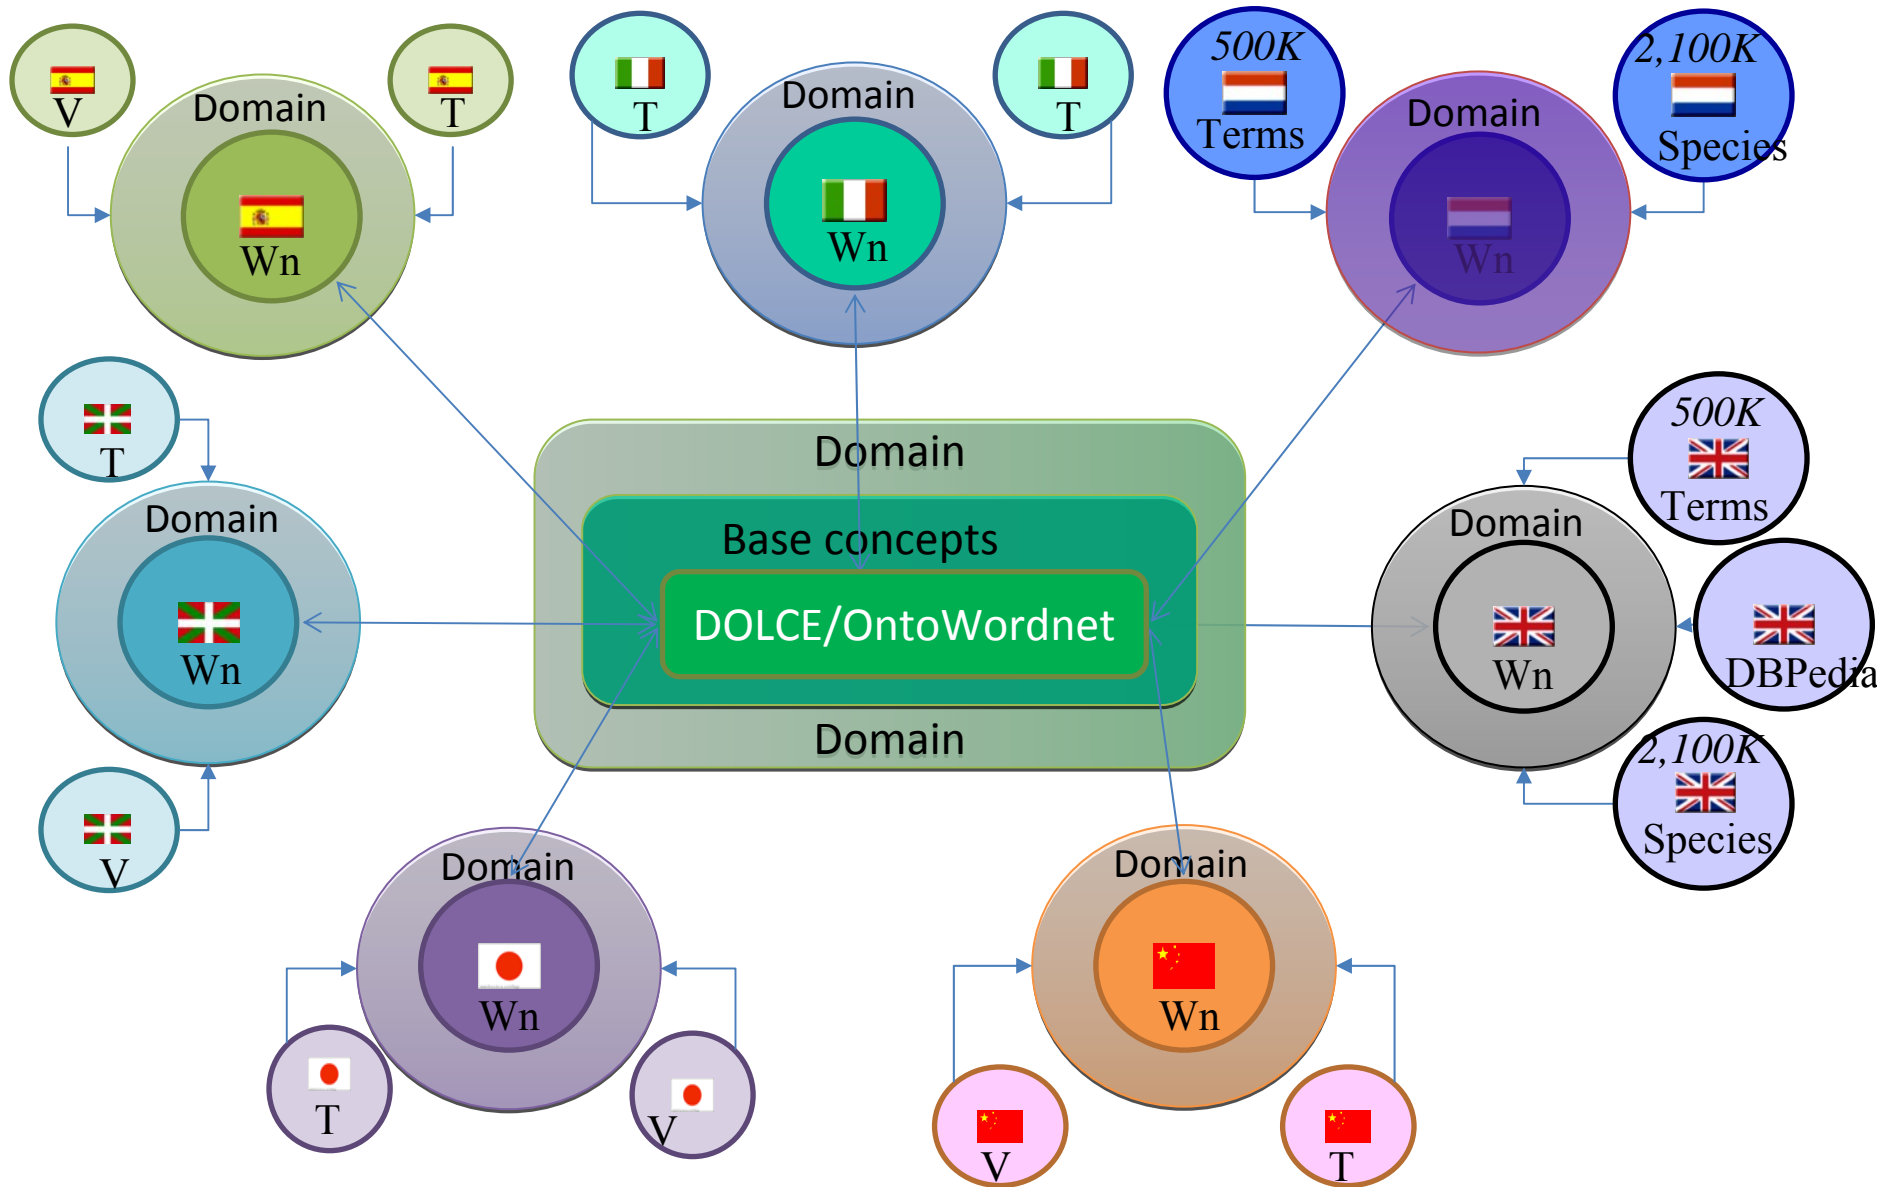 V
T
Domain
Wn
T
T
Domain
Wn
500K
Terms
2,100K
Species
Domain
Wn
T
Domain
Wn
V
Domain
Base concepts
DOLCE/OntoWordnet
Domain
500K
Terms
Domain
Wn
DBPedia
2,100K
Species
Domain
Wn
T
V
Domain
Wn
V
T